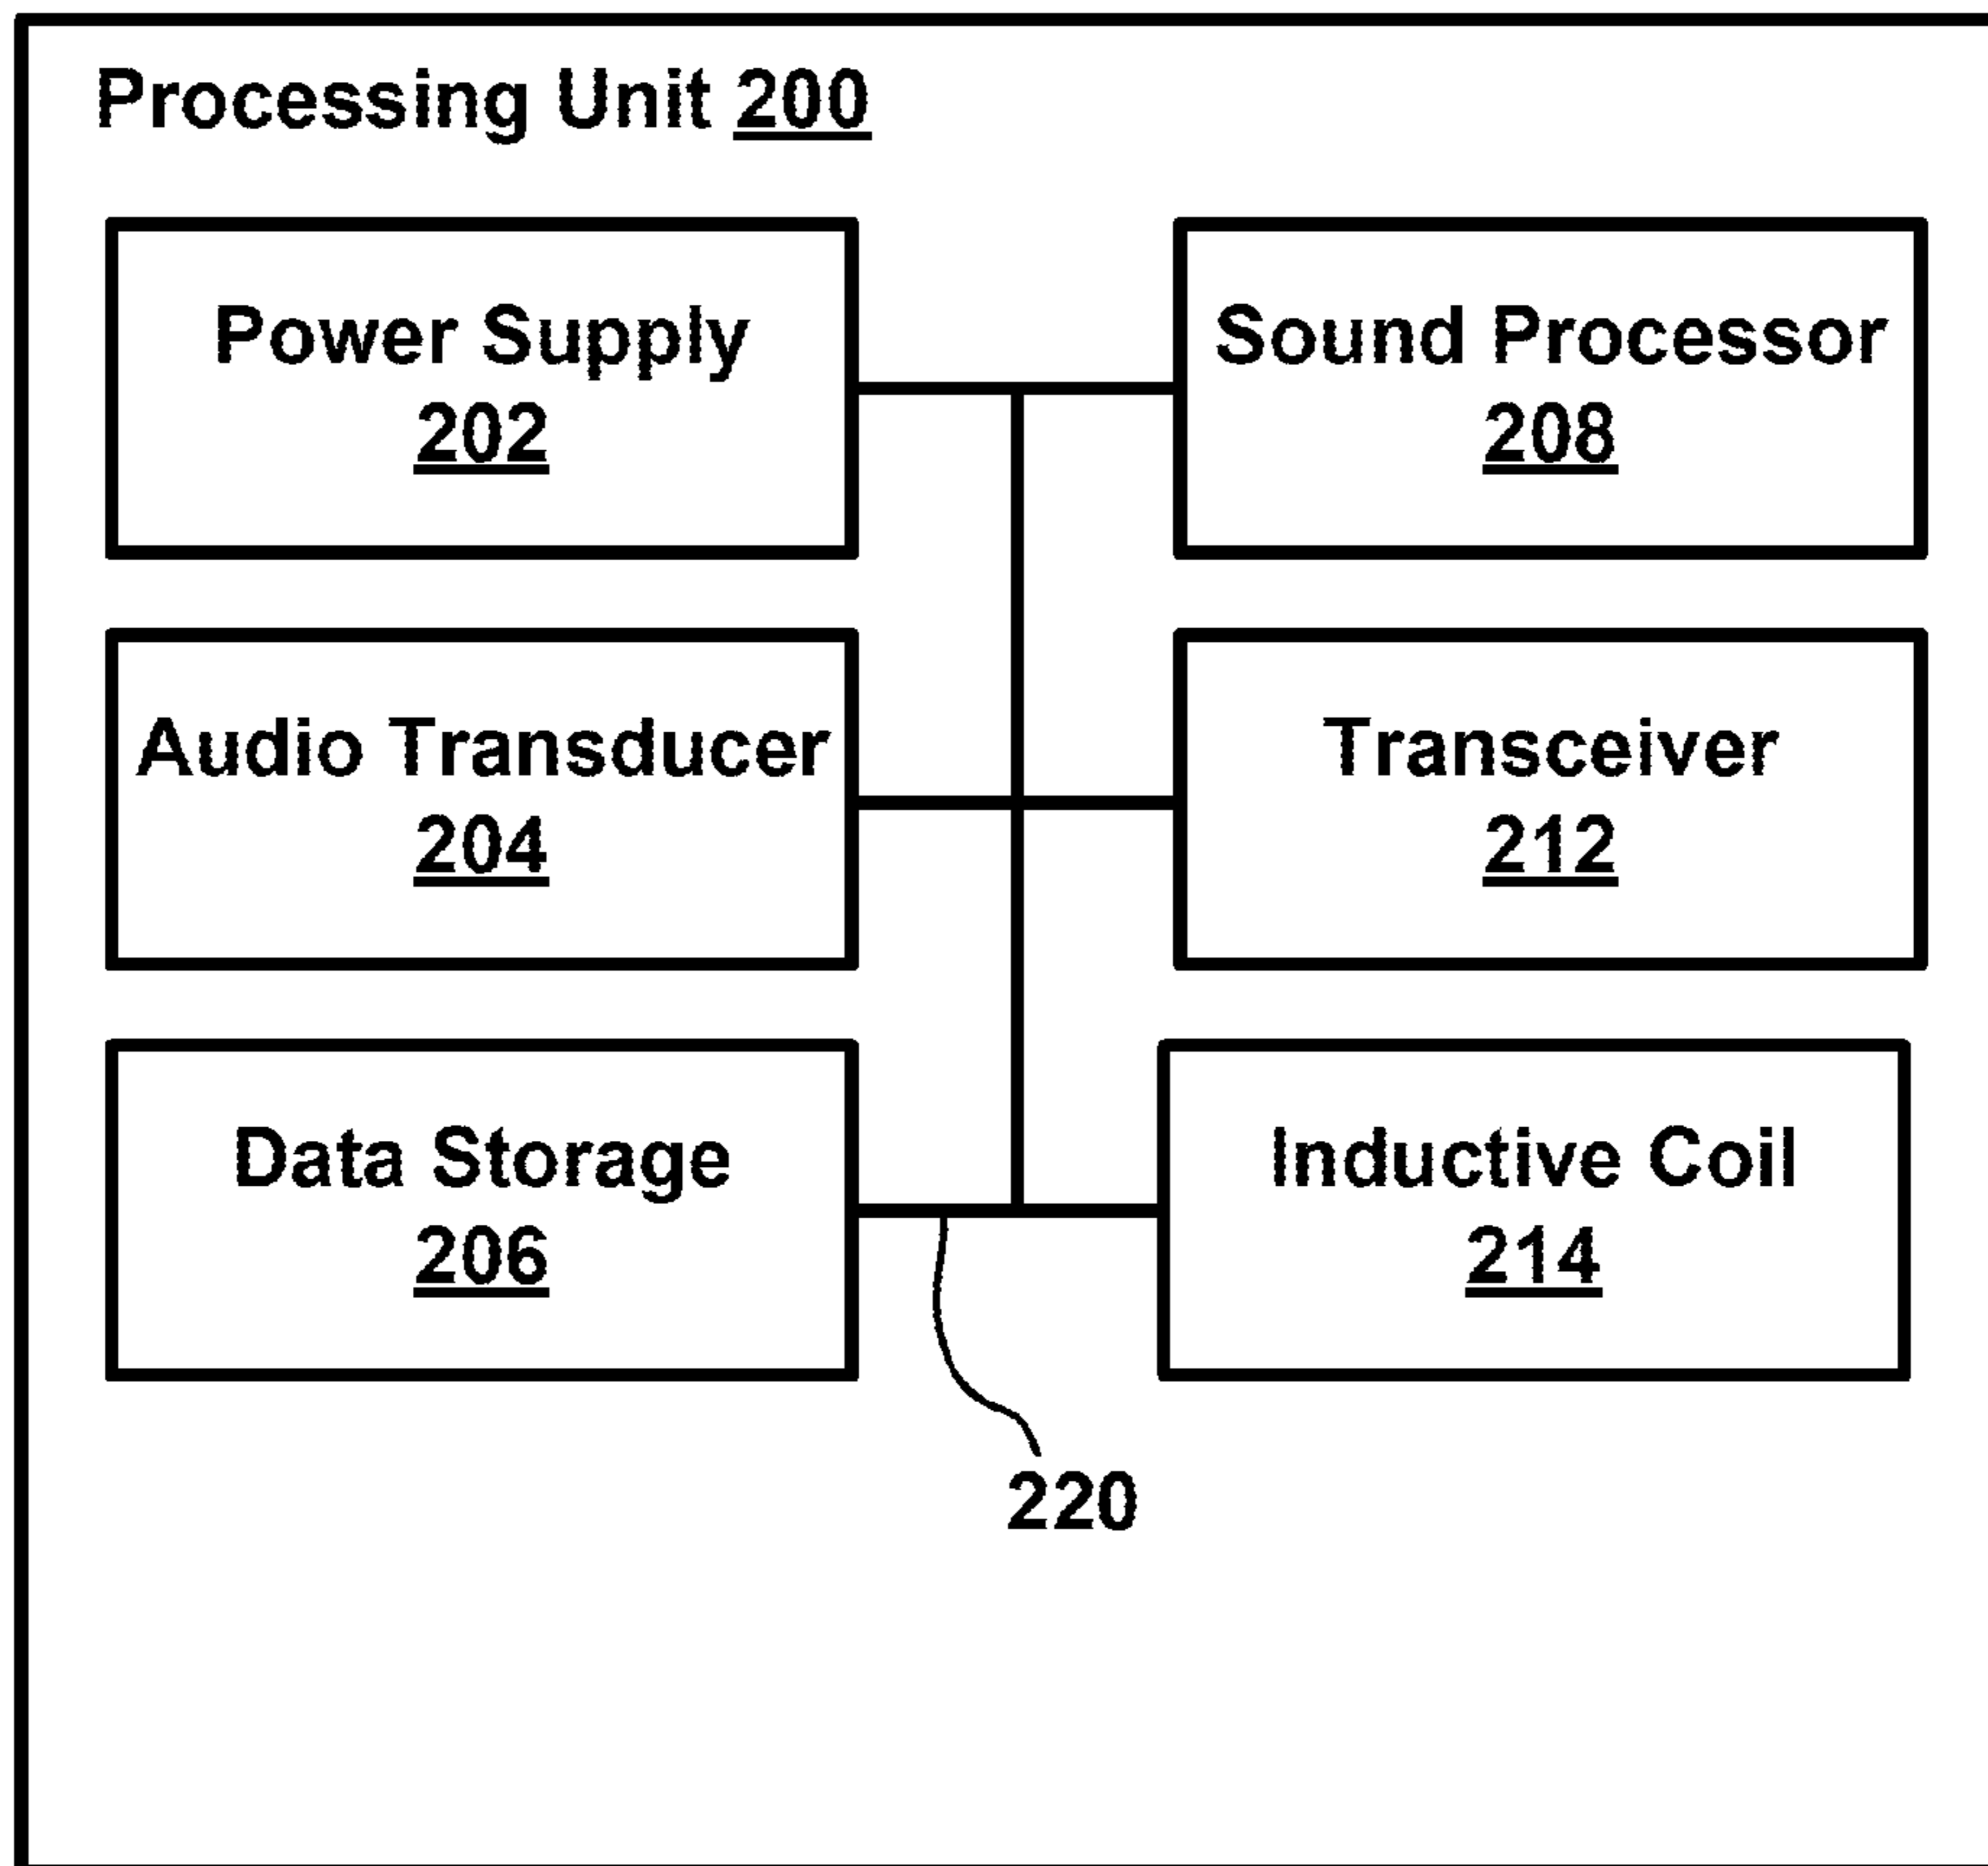 Processing Unit 200
Power Supply
202
Sound Processor
208
Audio Transducer
204
Transceiver
212
Data Storage
206
Inductive Coil
214
220